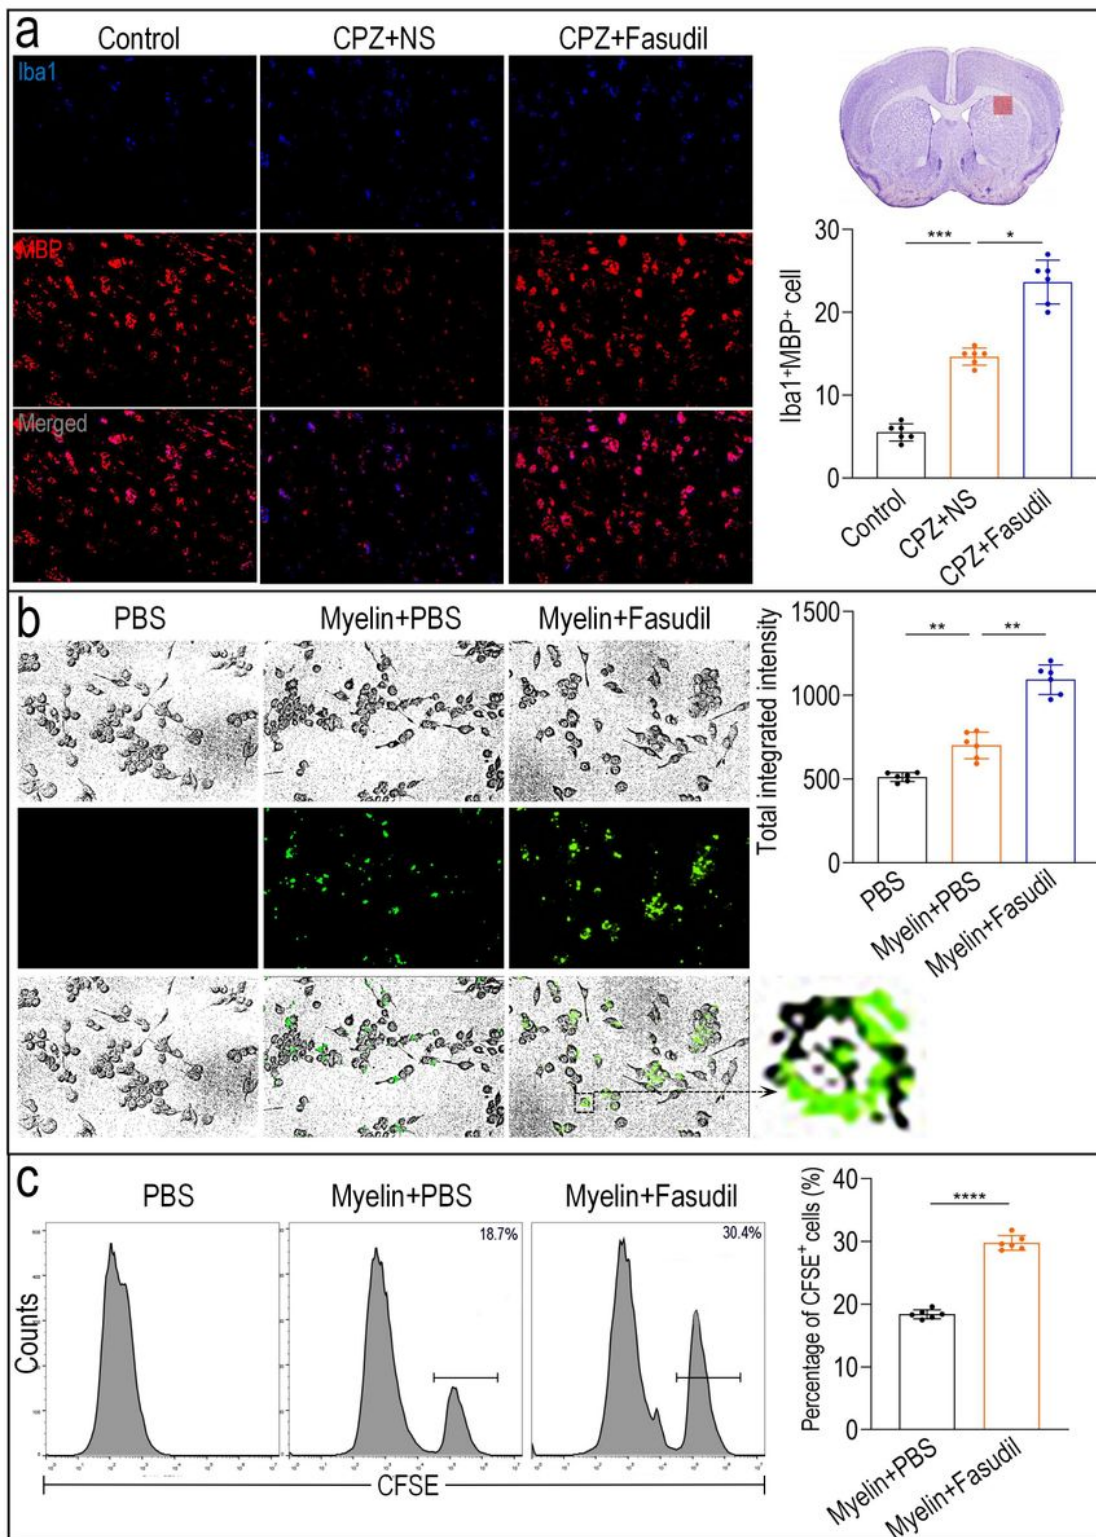 a
Control
CPZ+NS
CPZ+Fasudil
Iba1
MBP
Merged
30
20
10
0
***
*
Iba1⁺MBP⁺ cell
Control
CPZ+NS
CPZ+Fasudil
b
PBS
Myelin+PBS
Myelin+Fasudil
1500
1000
500
0
**
**
Total integrated intensity
PBS
Myelin+PBS
Myelin+Fasudil
c
PBS
Myelin+PBS
Myelin+Fasudil
18.7%
30.4%
Counts
CFSE
40
30
20
10
0
****
Percentage of CFSE⁺ cells (%)
Myelin+PBS
Myelin+Fasudil